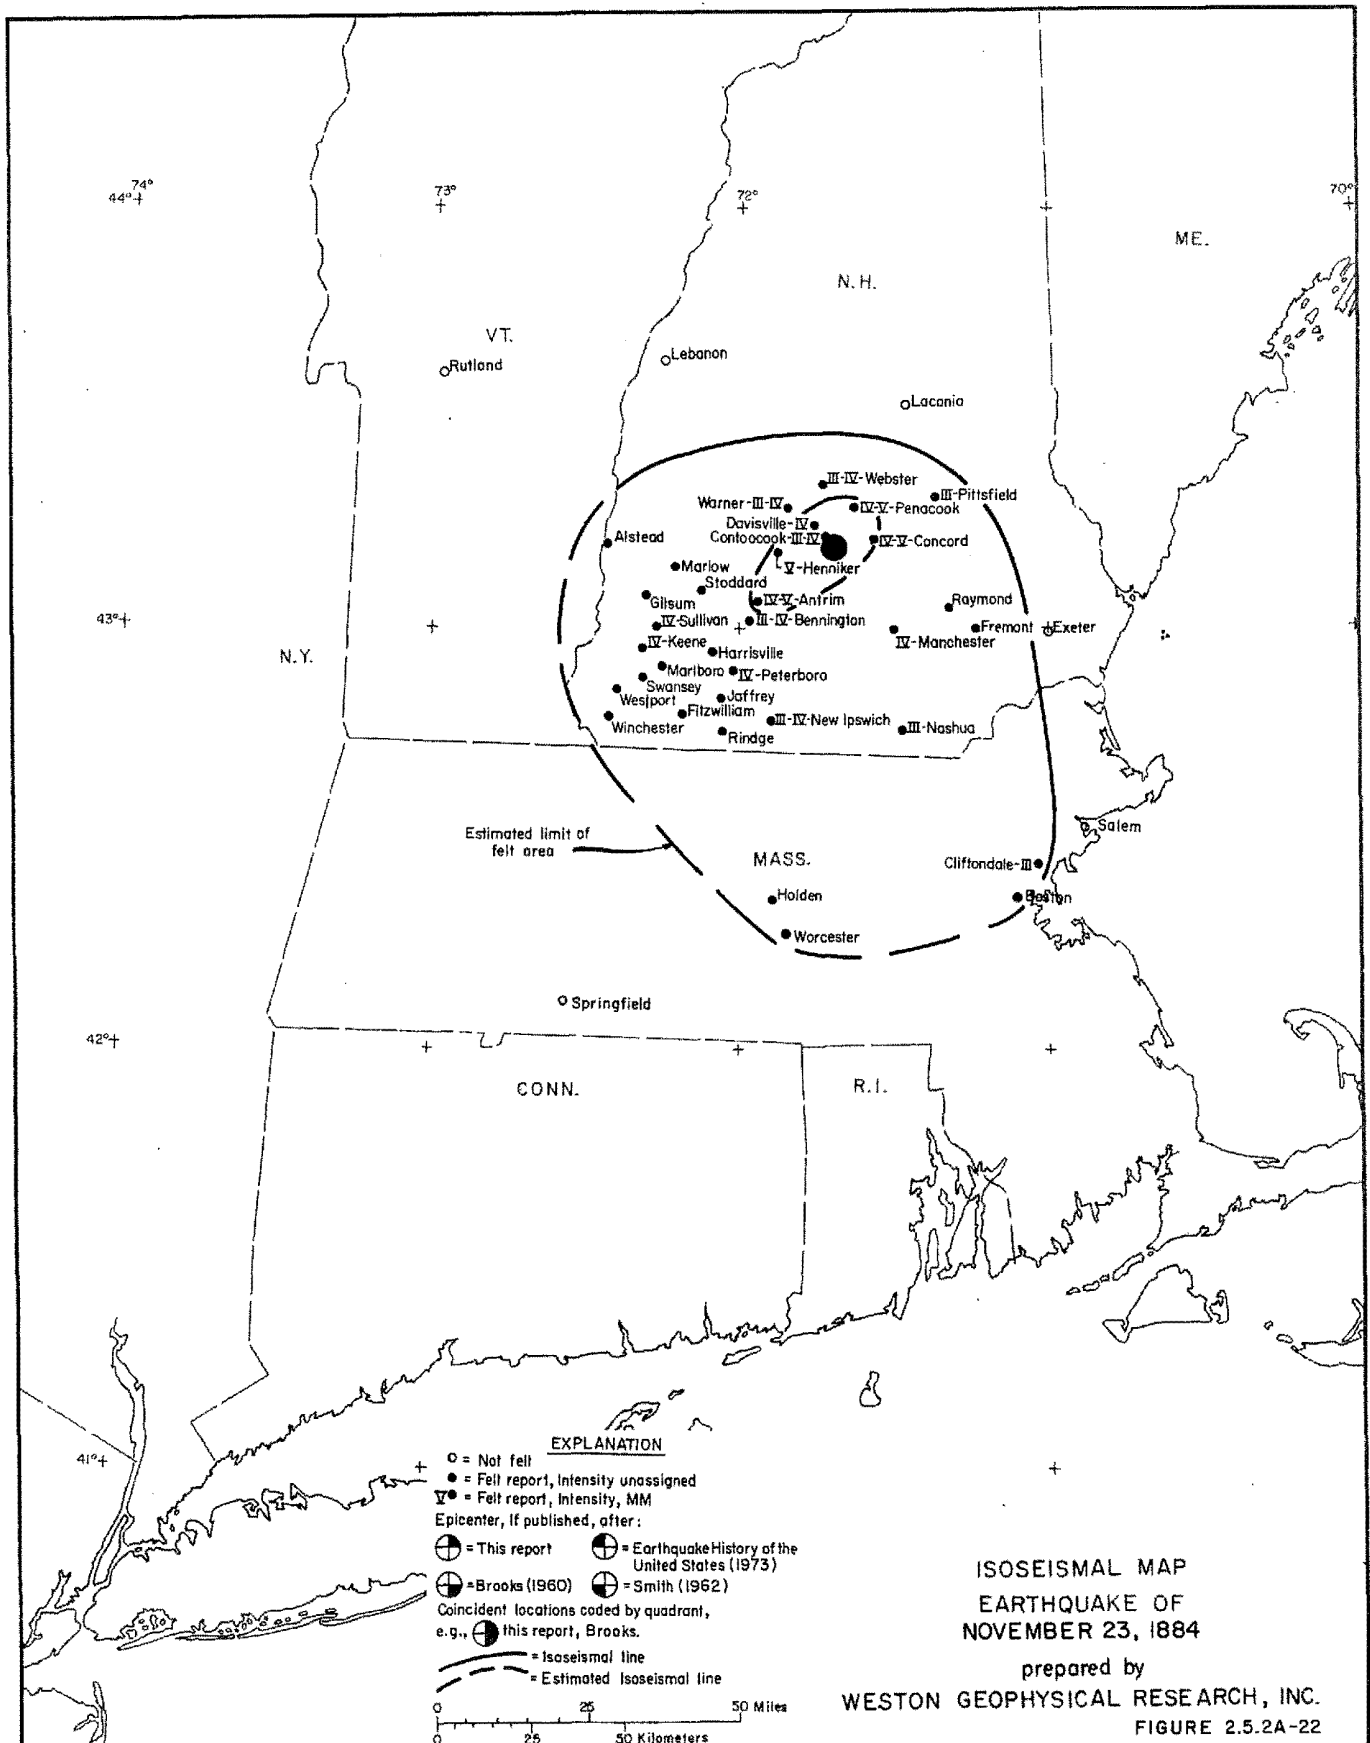 44° 74°
73°
72°
70°
ME.
N.H.
VT.
Lebanon
Rutland
Laconia
III-IV-Webster
III-Pittsfield
Warner-III-IV
IV-V-Penacook
Davisville-IV
Contoocook-III-IV
IV-V-Concord
Alstead
V-Henniker
Marlow
Stoddard
Gilsum
IV-V-Antrim
Raymond
43°
IV-Sullivan
III-IV-Bennington
Fremont
Exeter
IV-Keene
IV-Manchester
N.Y.
Harrisville
Marlboro
IV-Peterboro
Swansey
Westport
Jaffrey
Fitzwilliam
III-IV-New Ipswich
Winchester
III-Nashua
Rindge
Estimated limit of
felt area
Salem
MASS.
Cliftondale-III
Holden
Boston
Worcester
Springfield
42°
CONN.
R.I.
41°
EXPLANATION
= Not felt
= Felt report, Intensity unassigned
V = Felt report, Intensity, MM
Epicenter, If published, after:
= This report
= Earthquake History of the
United States (1973)
= Brooks (1960)
= Smith (1962)
Coincident locations coded by quadrant,
e.g., this report, Brooks.
= Isoseismal line
= Estimated Isoseismal line
0 25 50 Miles
0 25 50 Kilometers
ISOSEISMAL MAP
EARTHQUAKE OF
NOVEMBER 23, 1884
prepared by
WESTON GEOPHYSICAL RESEARCH, INC.
FIGURE 2.5.2A-22